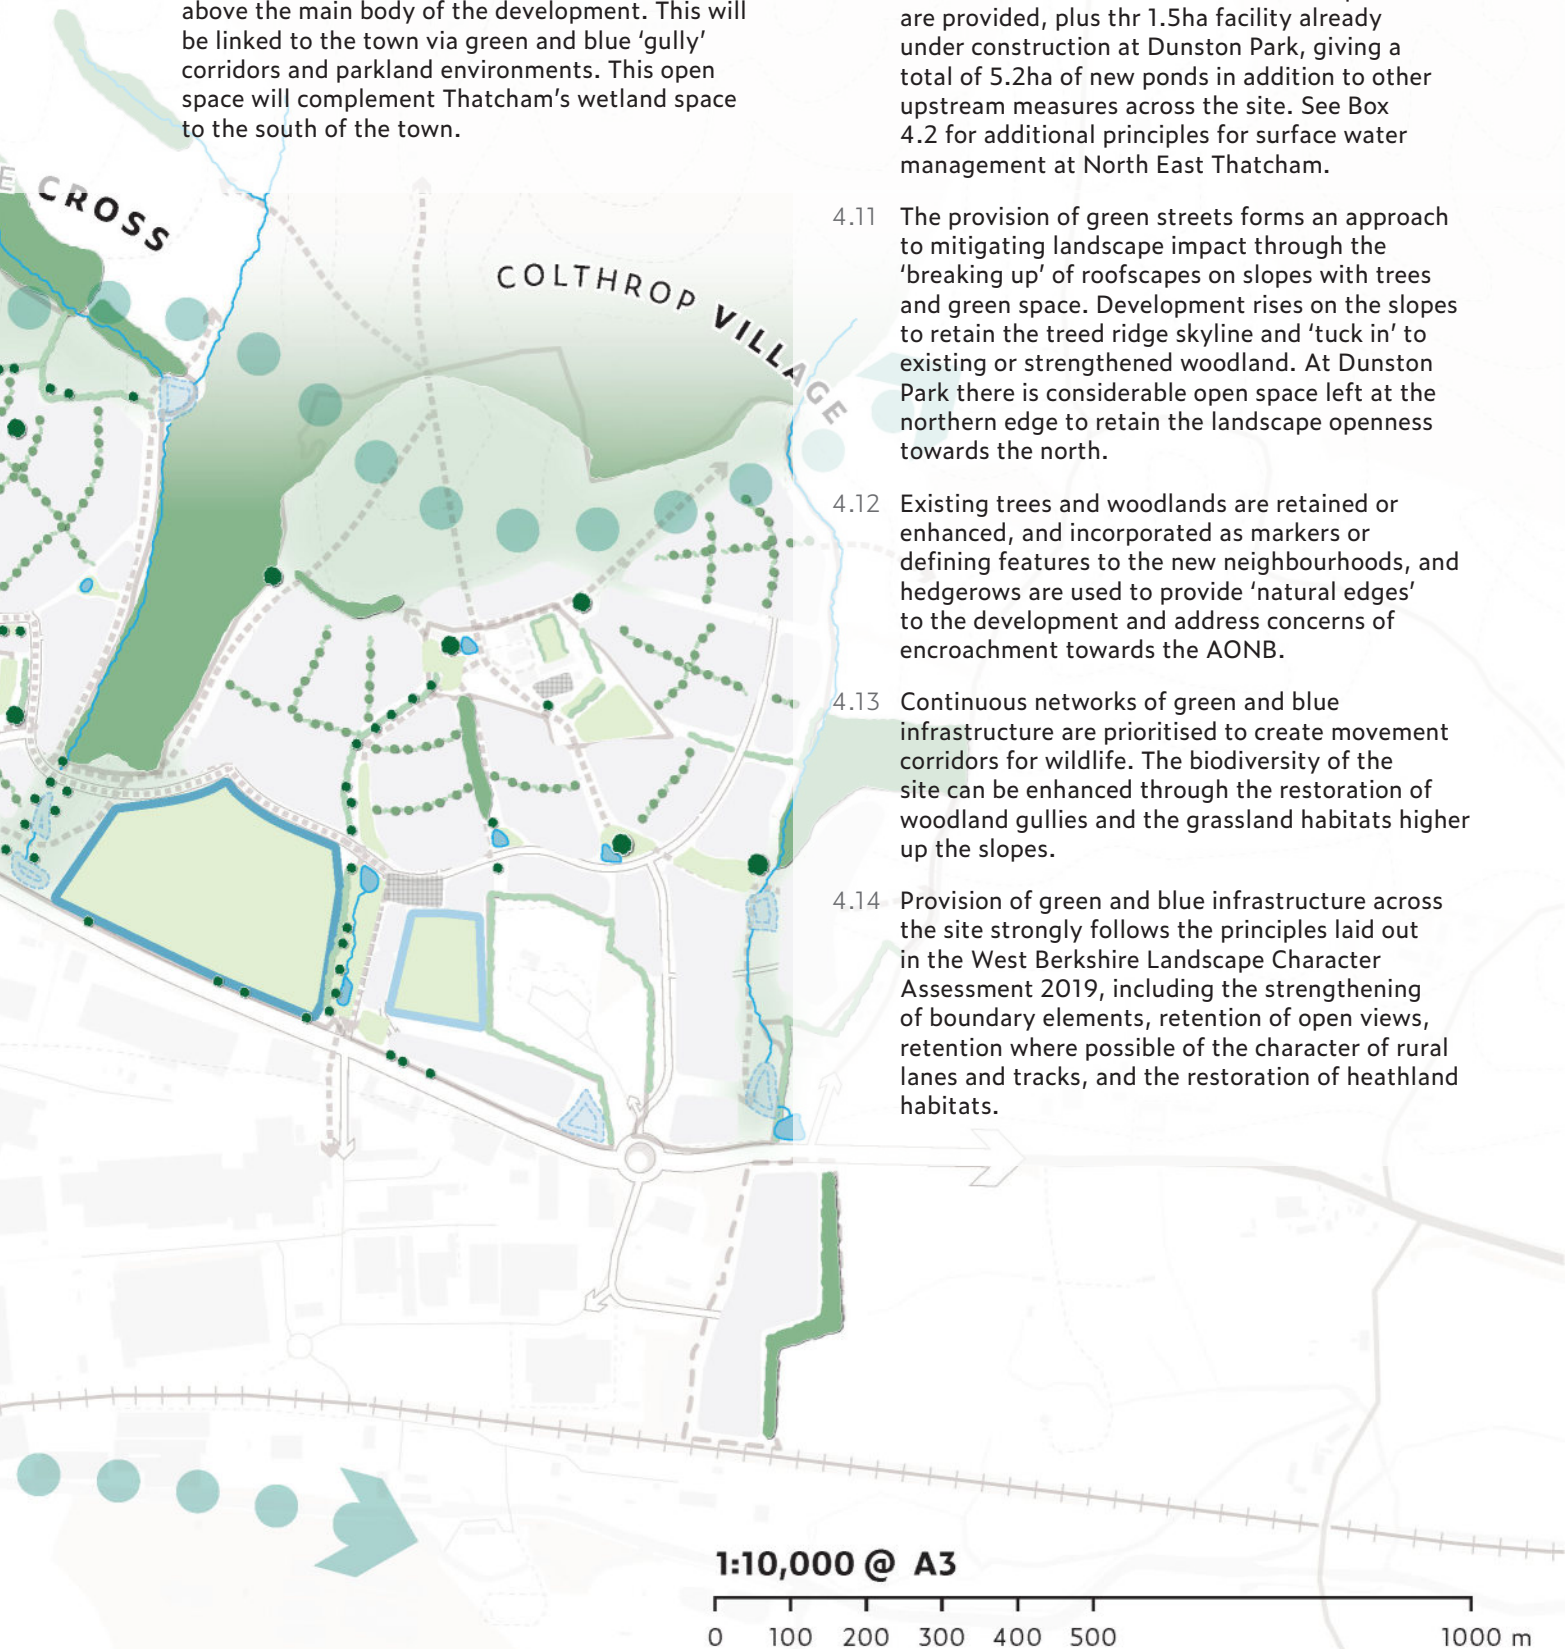 above the main body of the development. This will
be linked to the town via green and blue ‘gully’
corridors and parkland environments. This open
space will complement Thatcham’s wetland space
to the south of the town.
E CROSS
COLTHROP VILLAGE
are provided, plus thr 1.5ha facility already
under construction at Dunston Park, giving a
total of 5.2ha of new ponds in addition to other
upstream measures across the site. See Box
4.2 for additional principles for surface water
management at North East Thatcham.
4.11 The provision of green streets forms an approach
to mitigating landscape impact through the
‘breaking up’ of roofscapes on slopes with trees
and green space. Development rises on the slopes
to retain the treed ridge skyline and ‘tuck in’ to
existing or strengthened woodland. At Dunston
Park there is considerable open space left at the
northern edge to retain the landscape openness
towards the north.
4.12 Existing trees and woodlands are retained or
enhanced, and incorporated as markers or
defining features to the new neighbourhoods, and
hedgerows are used to provide ‘natural edges’
to the development and address concerns of
encroachment towards the AONB.
4.13 Continuous networks of green and blue
infrastructure are prioritised to create movement
corridors for wildlife. The biodiversity of the
site can be enhanced through the restoration of
woodland gullies and the grassland habitats higher
up the slopes.
4.14 Provision of green and blue infrastructure across
the site strongly follows the principles laid out
in the West Berkshire Landscape Character
Assessment 2019, including the strengthening
of boundary elements, retention of open views,
retention where possible of the character of rural
lanes and tracks, and the restoration of heathland
habitats.
1:10,000 @ A3
0 100 200 300 400 500 1000 m